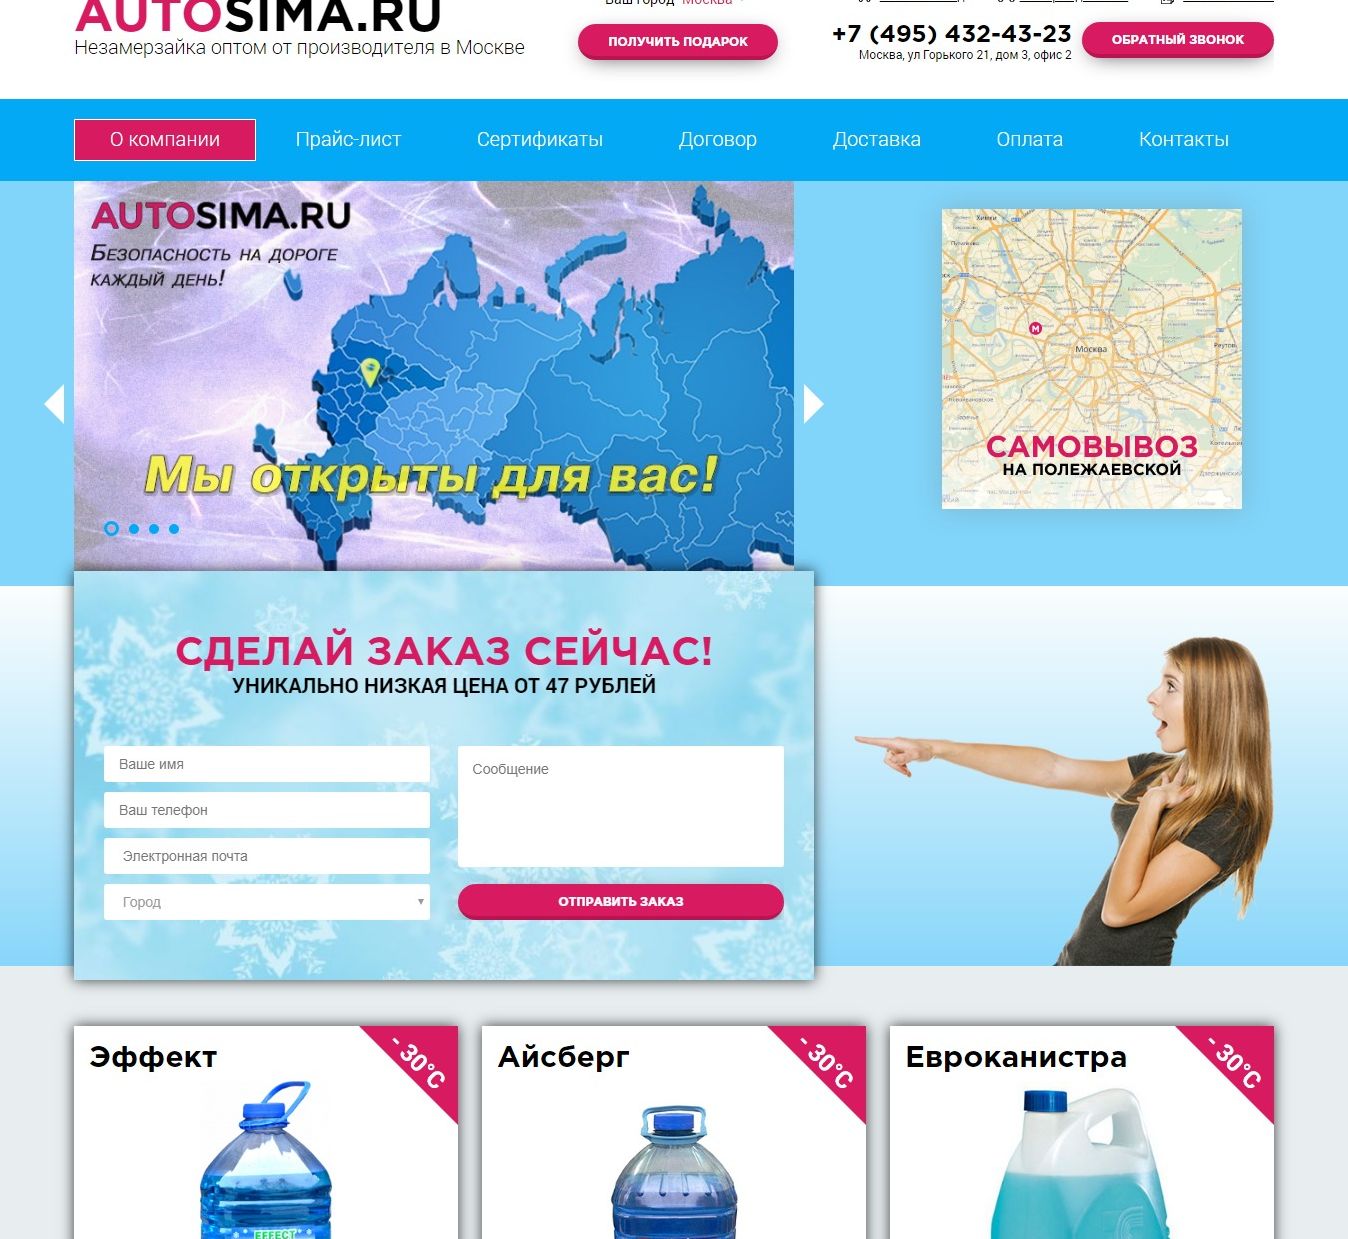 AUTOSIMA.RU
Незамерзайка оптом от производителя в Москве
Ваш город Москва
ПОЛУЧИТЬ ПОДАРОК
+7 (495) 432-43-23
Москва, ул Горького 21, дом 3, офис 2
ОБРАТНЫЙ ЗВОНОК
О компании
Прайс-лист
Сертификаты
Договор
Доставка
Оплата
Контакты
AUTOSIMA.RU
Безопасность на дороге
каждый день!
Мы открыты для вас!
Химки
Москва
Реутов
САМОВЫВОЗ
НА ПОЛЕЖАЕВСКОЙ
СДЕЛАЙ ЗАКАЗ СЕЙЧАС!
УНИКАЛЬНО НИЗКАЯ ЦЕНА ОТ 47 РУБЛЕЙ
Ваше имя
Ваш телефон
Электронная почта
Город
Сообщение
ОТПРАВИТЬ ЗАКАЗ
Эффект
- 30°C
EFFECT
Айсберг
- 30°C
Евроканистра
- 30°C